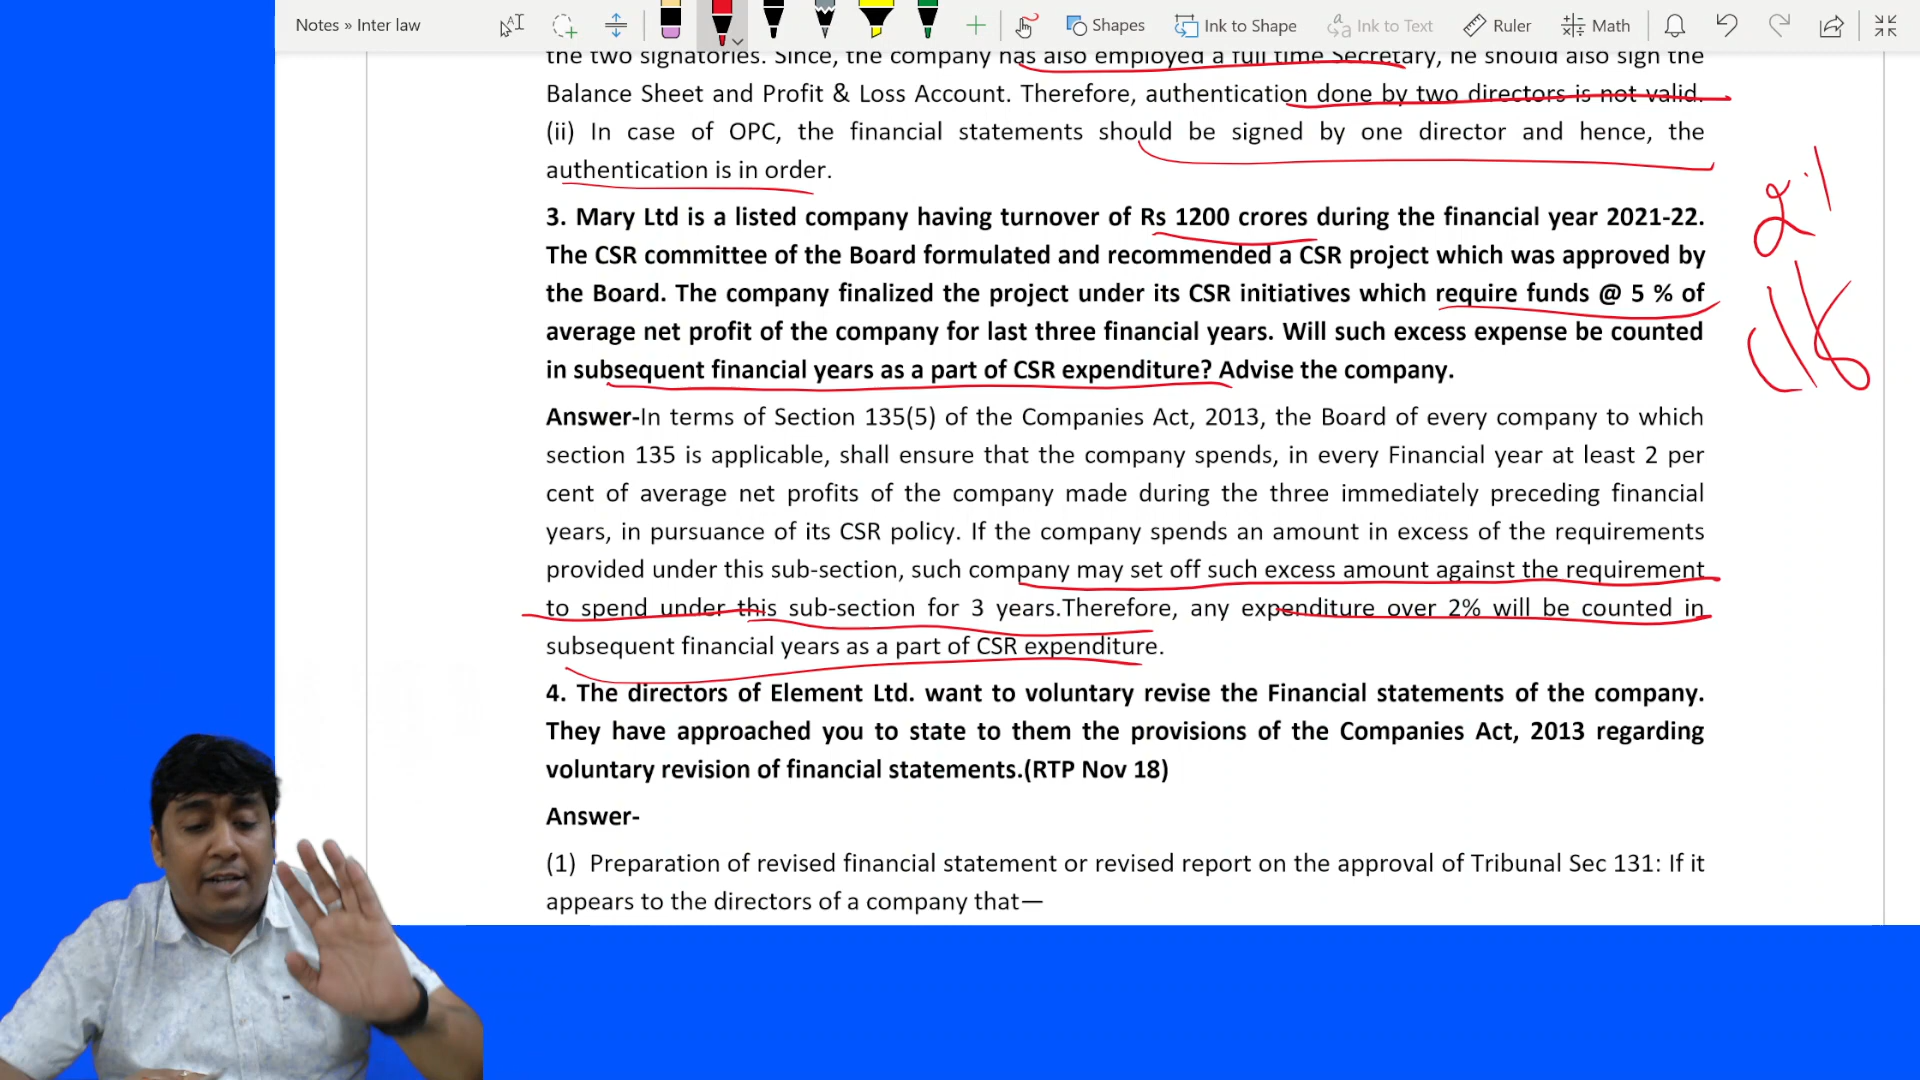 Notes » Inter law
Shapes
Ink to Shape
Ink to Text
Ruler
Math
the two signatories. Since, the company has also employed a full time Secretary, he should also sign the
Balance Sheet and Profit & Loss Account. Therefore, authentication done by two directors is not valid.
(ii) In case of OPC, the financial statements should be signed by one director and hence, the
authentication is in order.
3. Mary Ltd is a listed company having turnover of Rs 1200 crores during the financial year 2021-22.
The CSR committee of the Board formulated and recommended a CSR project which was approved by
the Board. The company finalized the project under its CSR initiatives which require funds @ 5 % of
average net profit of the company for last three financial years. Will such excess expense be counted
in subsequent financial years as a part of CSR expenditure? Advise the company.
Answer-In terms of Section 135(5) of the Companies Act, 2013, the Board of every company to which
section 135 is applicable, shall ensure that the company spends, in every Financial year at least 2 per
cent of average net profits of the company made during the three immediately preceding financial
years, in pursuance of its CSR policy. If the company spends an amount in excess of the requirements
provided under this sub-section, such company may set off such excess amount against the requirement
to spend under this sub-section for 3 years.Therefore, any expenditure over 2% will be counted in
subsequent financial years as a part of CSR expenditure.
4. The directors of Element Ltd. want to voluntary revise the Financial statements of the company.
They have approached you to state to them the provisions of the Companies Act, 2013 regarding
voluntary revision of financial statements.(RTP Nov 18)
Answer-
(1) Preparation of revised financial statement or revised report on the approval of Tribunal Sec 131: If it
appears to the directors of a company that—